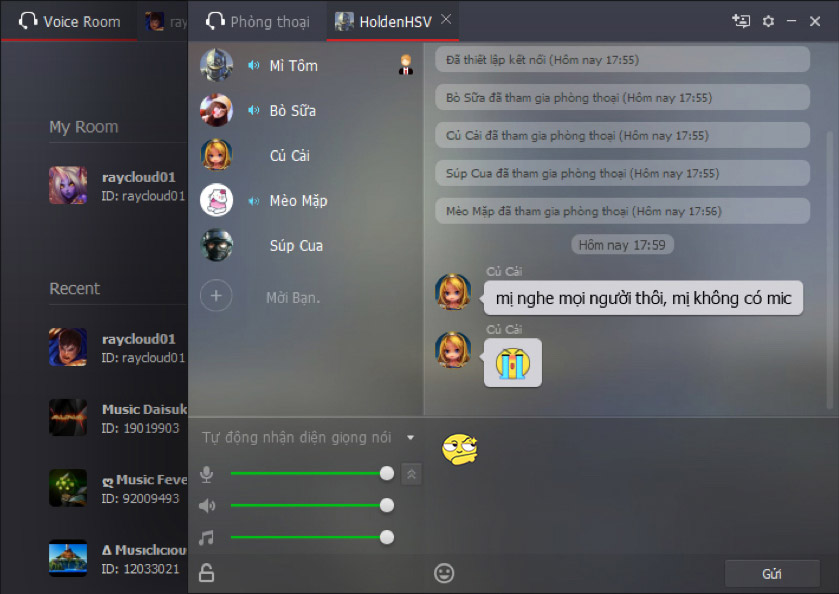 Voice Room
ray
Phòng thoại
HoldenHSV
My Room
raycloud01
ID: raycloud01
Recent
raycloud01
ID: raycloud01
Music Daisuk
ID: 19019903
ღ Music Feve
ID: 92009493
Δ Musıclıcıou
ID: 12033021
Mì Tôm
Bò Sữa
Củ Cải
Mèo Mập
Súp Cua
Mời Bạn.
Tự động nhận diện giọng nói
Đã thiết lập kết nối (Hôm nay 17:55)
Bò Sữa đã tham gia phòng thoại (Hôm nay 17:55)
Củ Cải đã tham gia phòng thoại (Hôm nay 17:55)
Súp Cua đã tham gia phòng thoại (Hôm nay 17:55)
Mèo Mập đã tham gia phòng thoại (Hôm nay 17:56)
Hôm nay 17:59
Củ Cải
mị nghe mọi người thôi, mị không có mic
Củ Cải
Gửi